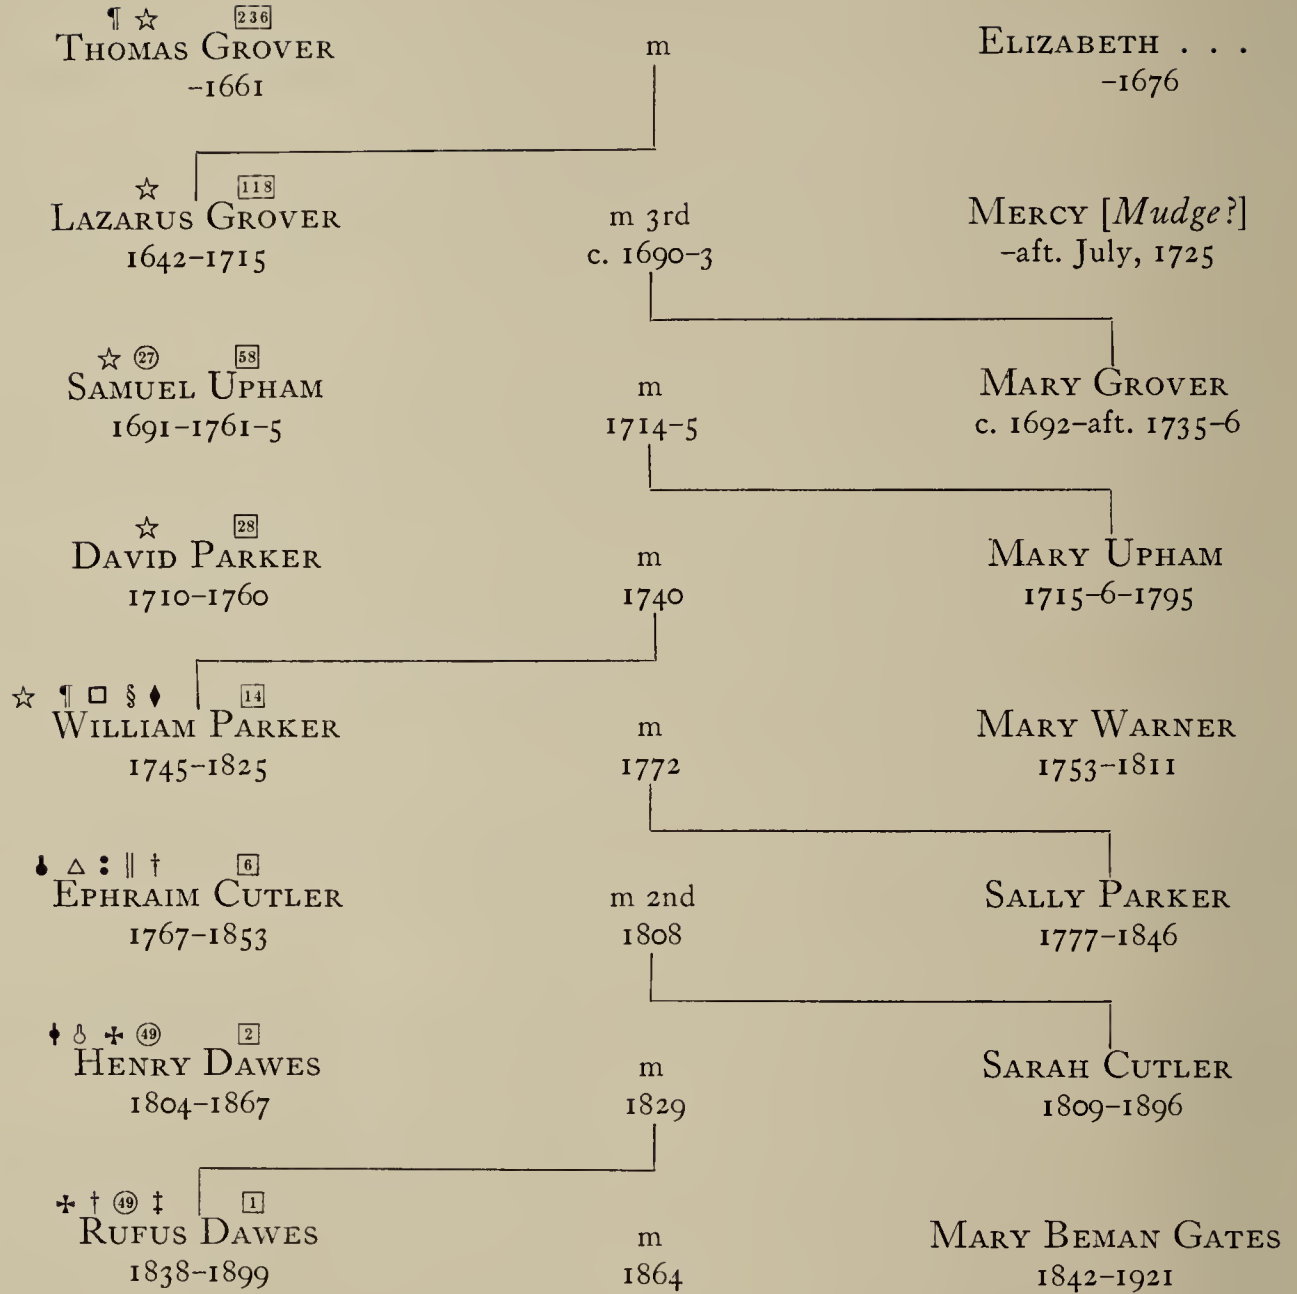 ¶ ☆ 236
THOMAS GROVER m ELIZABETH . . .
-1661 -1676
☆ 118
LAZARUS GROVER m 3rd MERCY [Mudge?]
1642-1715 c. 1690-3 -aft. July, 1725
☆ 27 58
SAMUEL UPHAM m MARY GROVER
1691-1761-5 1714-5 c. 1692-aft. 1735-6
☆ 28
DAVID PARKER m MARY UPHAM
1710-1760 1740 1715-6-1795
☆ ¶ □ § ♦ 14
WILLIAM PARKER m MARY WARNER
1745-1825 1772 1753-1811
△ : || † 6
EPHRAIM CUTLER m 2nd SALLY PARKER
1767-1853 1808 1777-1846
✢ 49 2
HENRY DAWES m SARAH CUTLER
1804-1867 1829 1809-1896
✢ † 49 ‡ 1
RUFUS DAWES m MARY BEMAN GATES
1838-1899 1864 1842-1921